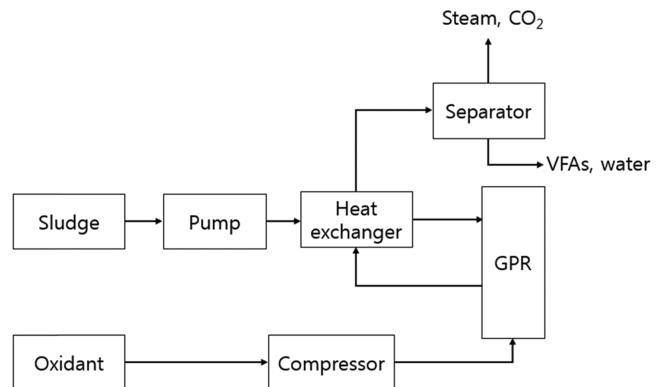 Steam, CO₂
Separator
VFAs, water
Sludge
Pump
Heat
exchanger
GPR
Oxidant
Compressor